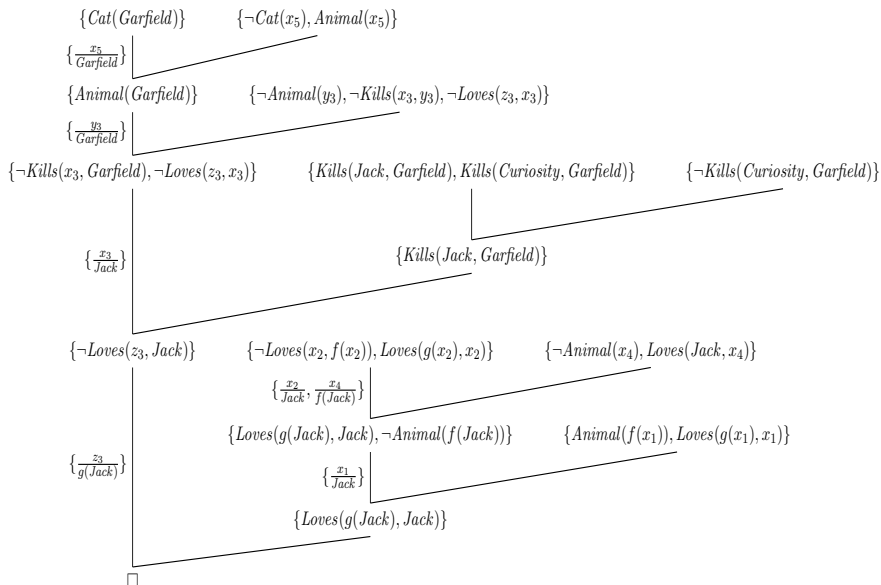 {Cat(Garfield)} {¬Cat(x₅), Animal(x₅)}
{x₅/Garfield}
{Animal(Garfield)} {¬Animal(y₃), ¬Kills(x₃, y₃), ¬Loves(z₃, x₃)}
{y₃/Garfield}
{¬Kills(x₃, Garfield), ¬Loves(z₃, x₃)} {Kills(Jack, Garfield), Kills(Curiosity, Garfield)} {¬Kills(Curiosity, Garfield)}
{x₃/Jack} {Kills(Jack, Garfield)}
{¬Loves(z₃, Jack)} {¬Loves(x₂, f(x₂)), Loves(g(x₂), x₂)} {¬Animal(x₄), Loves(Jack, x₄)}
{x₂/Jack, x₄/f(Jack)}
{Loves(g(Jack), Jack), ¬Animal(f(Jack))} {Animal(f(x₁)), Loves(g(x₁), x₁)}
{z₃/g(Jack)} {x₁/Jack}
{Loves(g(Jack), Jack)}
□